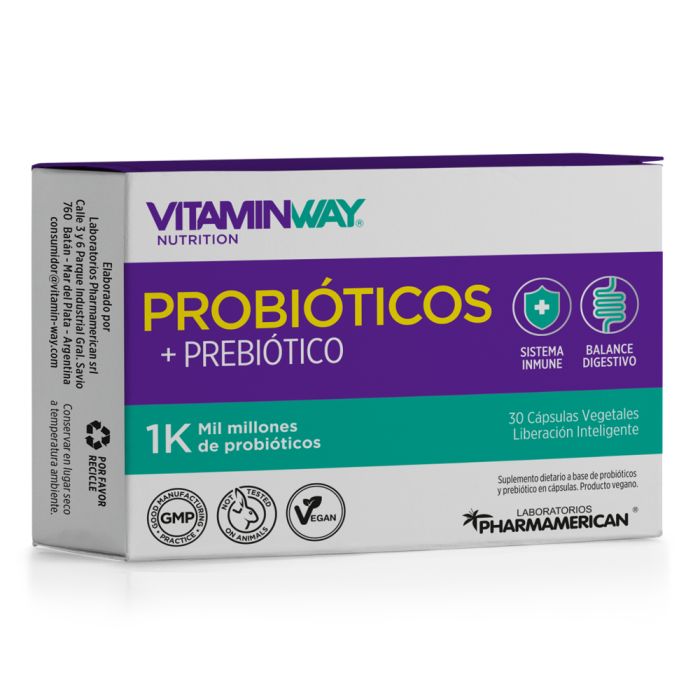 VITAMINWAY®
NUTRITION
PROBIÓTICOS
+ PREBIÓTICO
SISTEMA
INMUNE
BALANCE
DIGESTIVO
1K Mil millones
de probióticos
30 Cápsulas Vegetales
Liberación Inteligente
Suplemento dietario a base de probióticos
y prebiótico en cápsulas. Producto vegano.
GOOD MANUFACTURING
GMP
PRACTICE
NOT TESTED
ON ANIMALS
VEGAN
LABORATORIOS
PHARMAMERICAN®
Elaborado por
Laboratorios Pharmamerican srl
Calle 3 y 6 Parque Industrial Gral. Savio
760 Batán - Mar del Plata - Argentina
consumidor@vitamin-way.com
POR FAVOR
RECICLE
Conservar en lugar seco
a temperatura ambiente.